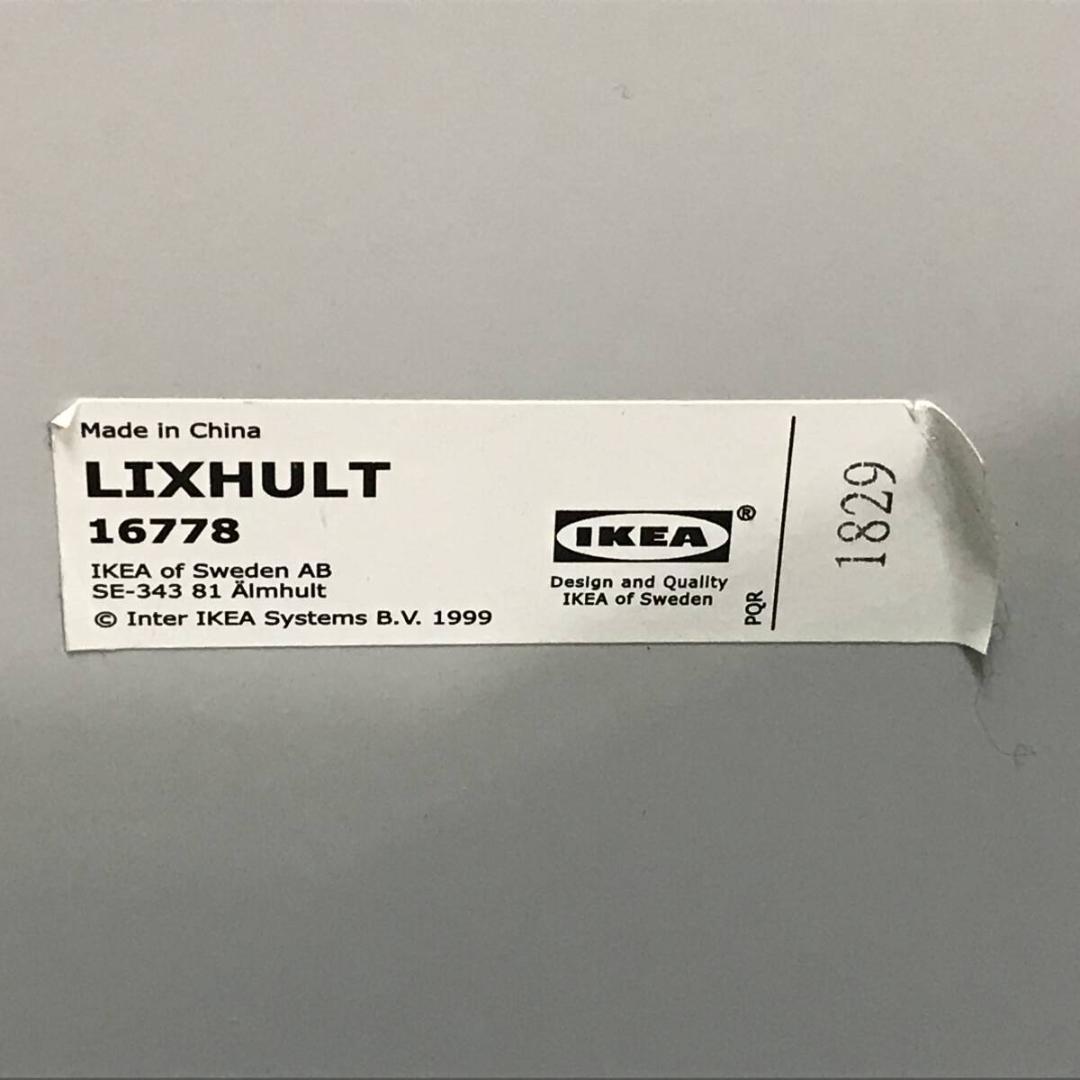 Made in China
LIXHULT
16778
IKEA of Sweden AB
SE-343 81 Älmhult
© Inter IKEA Systems B.V. 1999
IKEA®
Design and Quality
IKEA of Sweden
PQR
1829